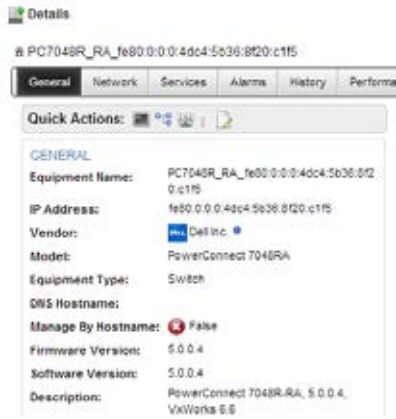 Details
PC7048R_RA_fe80:0:0:0:4dc4:5b36:8f20:c1f5
General Network Services Alarms History Performa
Quick Actions:
GENERAL
Equipment Name: PC7048R_RA_fe80:0:0:0:4dc4:5b36:8f2
0:c1f5
IP Address: fe80:0:0:0:4dc4:5b36:8f20:c1f5
Vendor: DELL Dell Inc.
Model: PowerConnect 7048RA
Equipment Type: Switch
DNS Hostname:
Manage By Hostname: False
Firmware Version: 5.0.0.4
Software Version: 5.0.0.4
Description: PowerConnect 7048R-RA, 5.0.0.4,
VxWorks 6.6